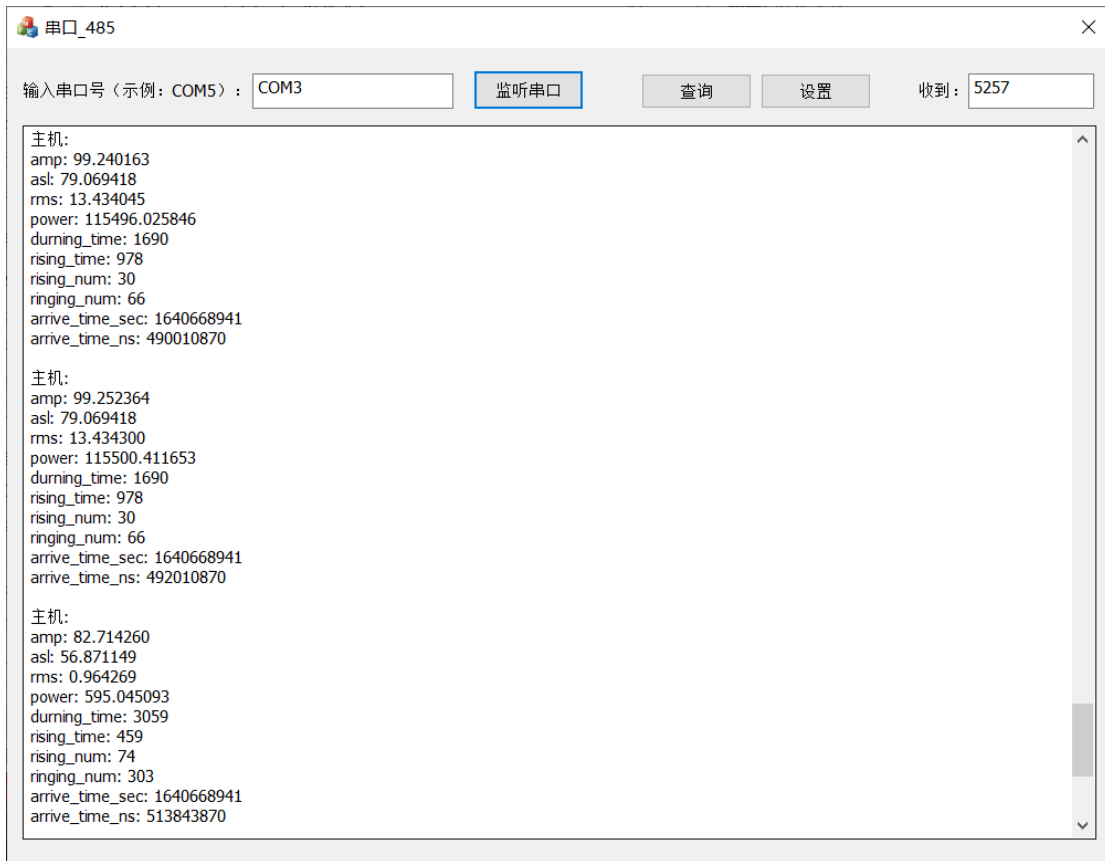 串口_485
输入串口号（示例：COM5）： COM3 监听串口 查询 设置 收到： 5257
主机:
amp: 99.240163
asl: 79.069418
rms: 13.434045
power: 115496.025846
durning_time: 1690
rising_time: 978
rising_num: 30
ringing_num: 66
arrive_time_sec: 1640668941
arrive_time_ns: 490010870
主机:
amp: 99.252364
asl: 79.069418
rms: 13.434300
power: 115500.411653
durning_time: 1690
rising_time: 978
rising_num: 30
ringing_num: 66
arrive_time_sec: 1640668941
arrive_time_ns: 492010870
主机:
amp: 82.714260
asl: 56.871149
rms: 0.964269
power: 595.045093
durning_time: 3059
rising_time: 459
rising_num: 74
ringing_num: 303
arrive_time_sec: 1640668941
arrive_time_ns: 513843870